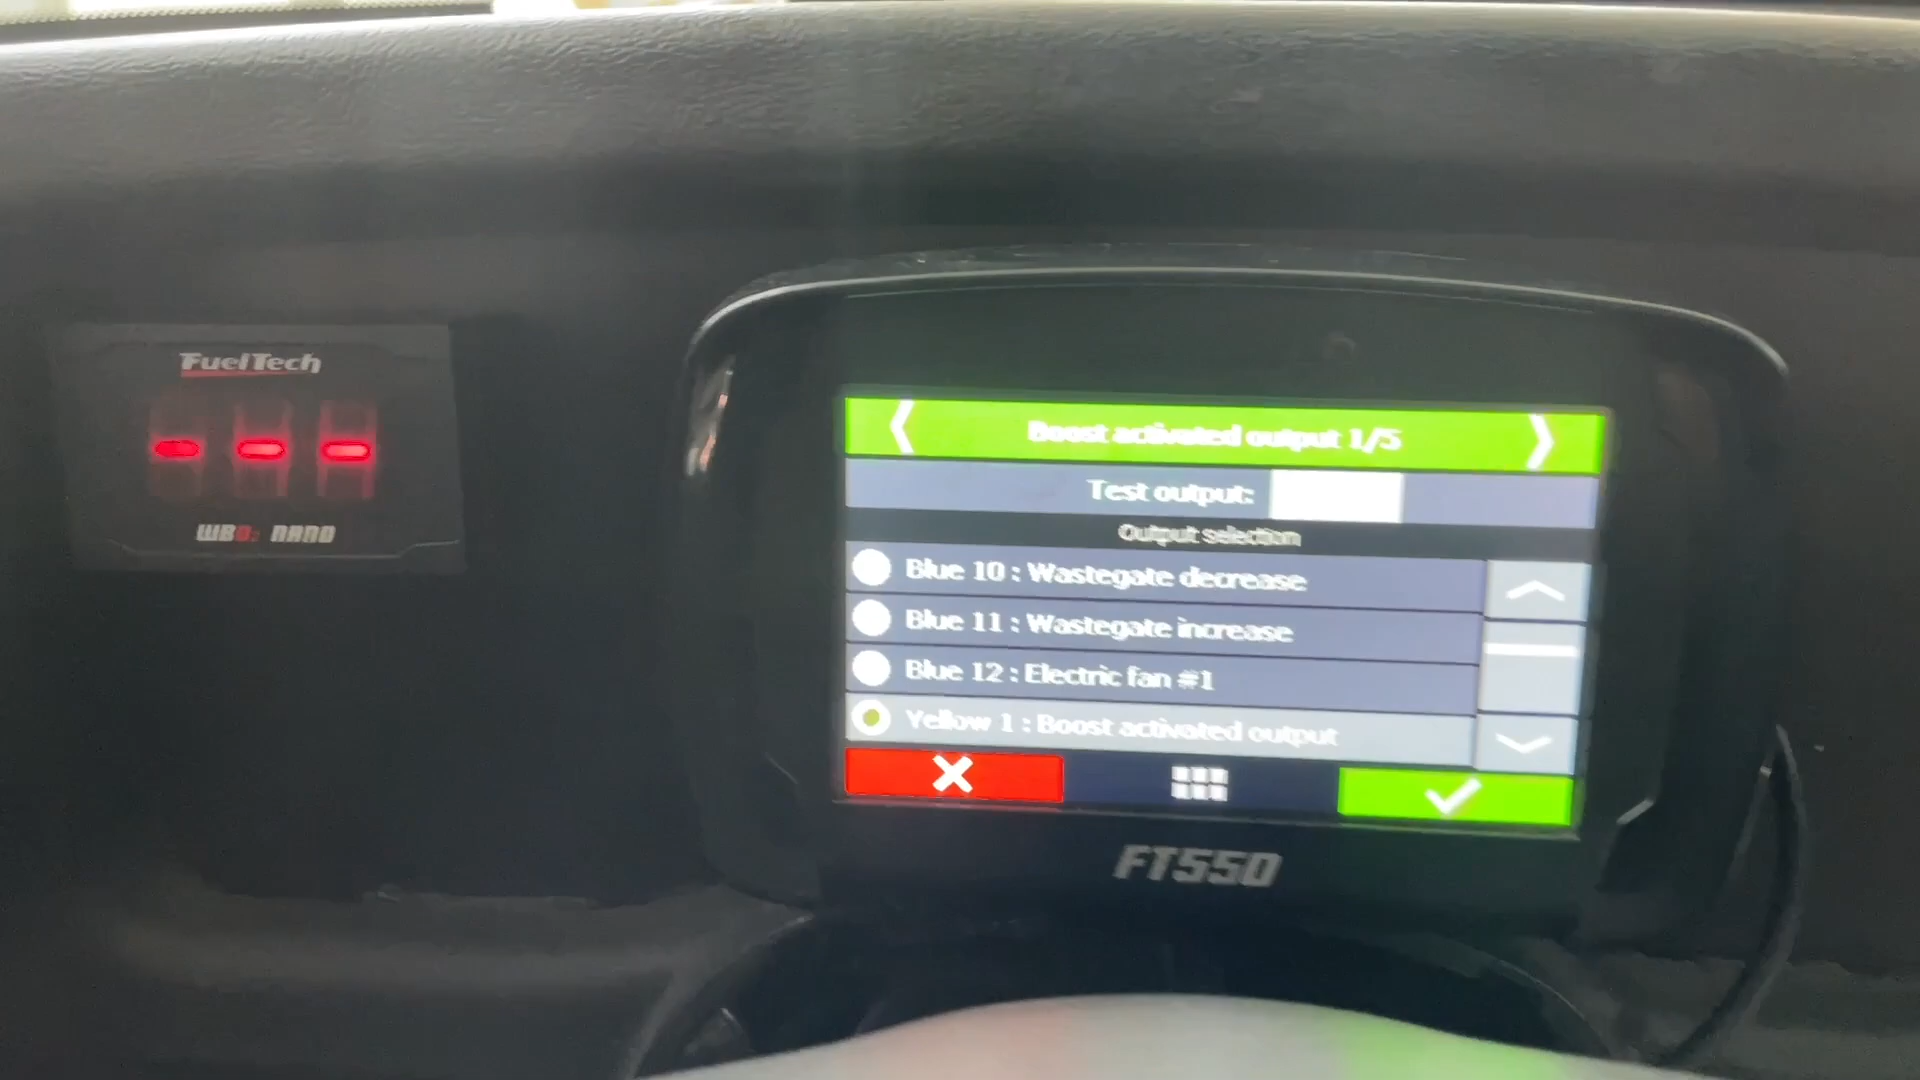 FuelTech
- - -
WBO2 NANO
Boost activated output 1/5
Test output:
Output selection
Blue 10 : Wastegate decrease
Blue 11 : Wastegate increase
Blue 12 : Electric fan #1
Yellow 1 : Boost activated output
FT550